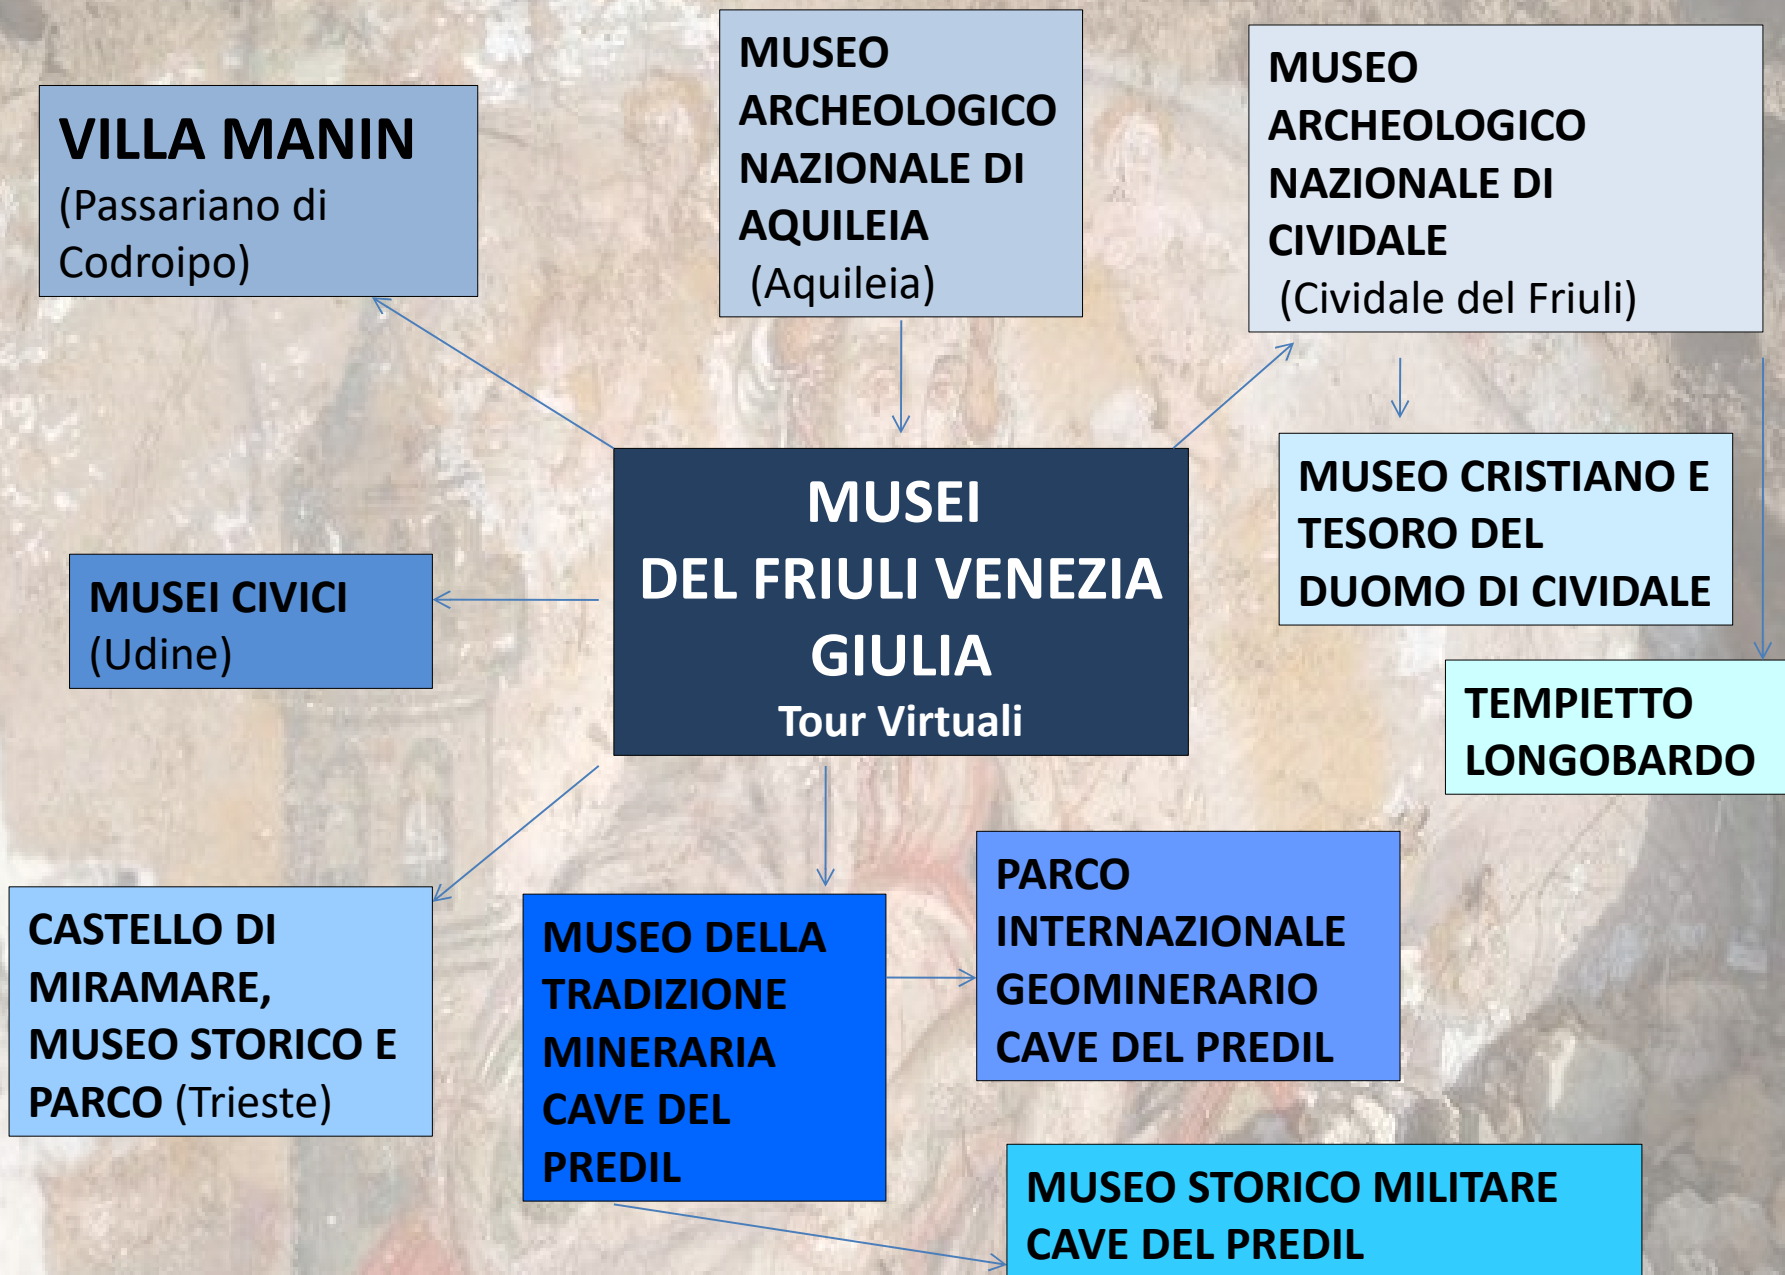 VILLA MANIN
(Passariano di
Codroipo)
MUSEO
ARCHEOLOGICO
NAZIONALE DI
AQUILEIA
(Aquileia)
MUSEO
ARCHEOLOGICO
NAZIONALE DI
CIVIDALE
(Cividale del Friuli)
MUSEI
DEL FRIULI VENEZIA
GIULIA
Tour Virtuali
MUSEO CRISTIANO E
TESORO DEL
DUOMO DI CIVIDALE
MUSEI CIVICI
(Udine)
TEMPIETTO
LONGOBARDO
CASTELLO DI
MIRAMARE,
MUSEO STORICO E
PARCO (Trieste)
MUSEO DELLA
TRADIZIONE
MINERARIA
CAVE DEL
PREDIL
PARCO
INTERNAZIONALE
GEOMINERARIO
CAVE DEL PREDIL
MUSEO STORICO MILITARE
CAVE DEL PREDIL